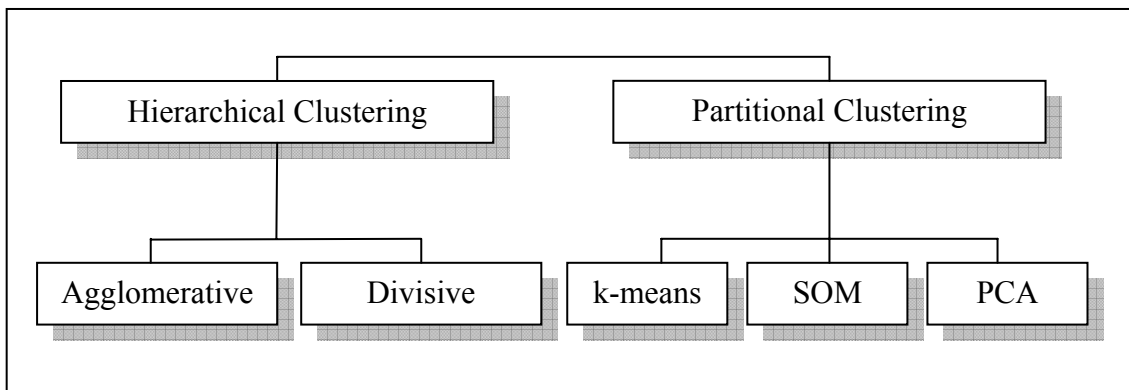 Hierarchical Clustering
Partitional Clustering
Agglomerative
Divisive
k-means
SOM
PCA